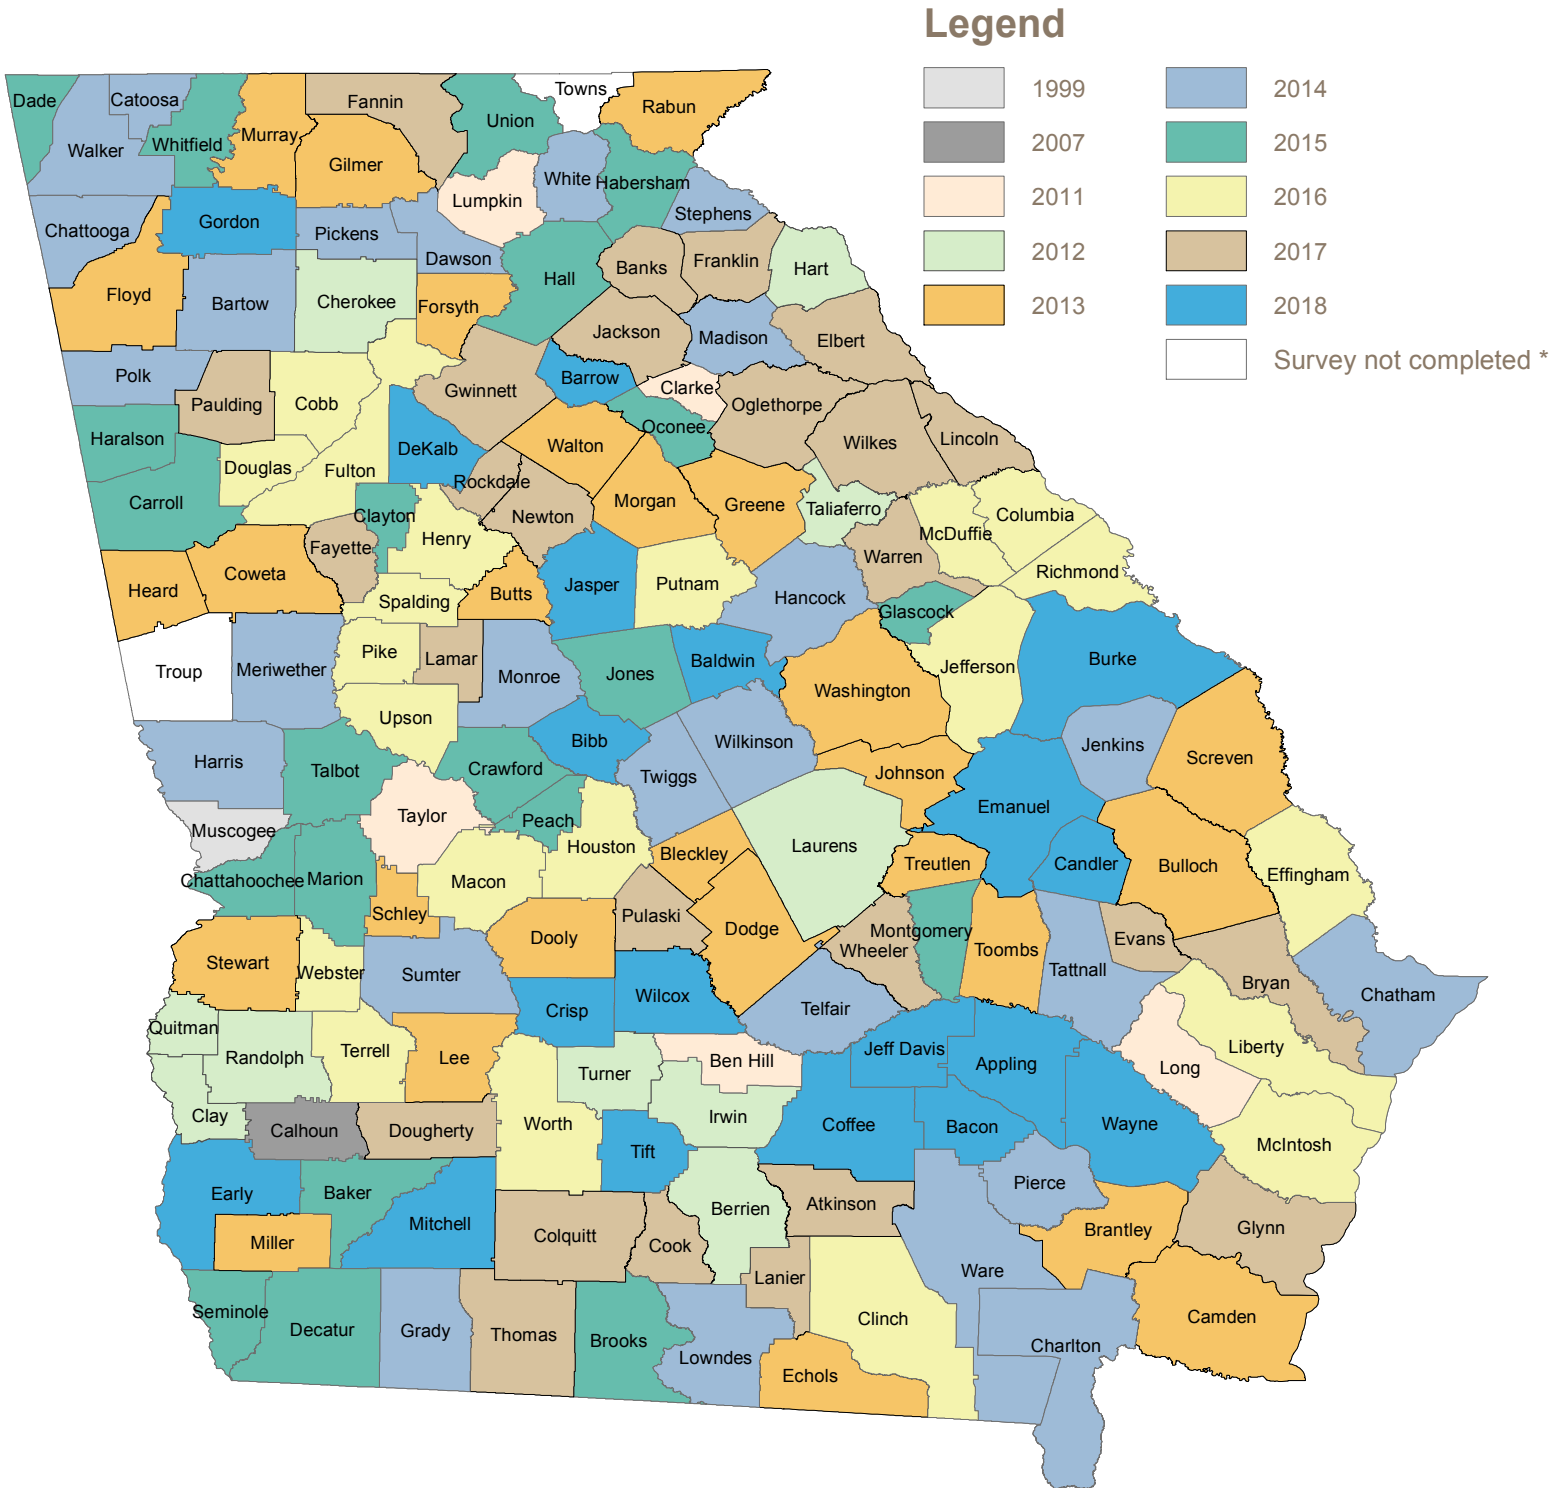 Legend
1999
2014
2007
2015
2011
2016
2012
2017
2013
2018
Survey not completed *
Dade
Catoosa
Walker
Whitfield
Murray
Fannin
Gilmer
Union
Towns
Rabun
Lumpkin
White
Habersham
Stephens
Chattooga
Gordon
Pickens
Dawson
Hall
Banks
Franklin
Hart
Floyd
Bartow
Cherokee
Forsyth
Jackson
Madison
Elbert
Polk
Paulding
Cobb
Gwinnett
Barrow
Clarke
Oglethorpe
Wilkes
Lincoln
Haralson
Douglas
Fulton
DeKalb
Rockdale
Walton
Oconee
Morgan
Greene
Taliaferro
Carroll
Clayton
Henry
Newton
McDuffie
Columbia
Warren
Richmond
Heard
Coweta
Fayette
Spalding
Butts
Jasper
Putnam
Hancock
Glascock
Troup
Meriwether
Pike
Lamar
Monroe
Jones
Baldwin
Washington
Jefferson
Burke
Upson
Harris
Talbot
Crawford
Bibb
Twiggs
Wilkinson
Johnson
Jenkins
Screven
Muscogee
Taylor
Peach
Houston
Bleckley
Laurens
Emanuel
Treutlen
Candler
Bulloch
Effingham
Chattahoochee
Marion
Schley
Macon
Pulaski
Dodge
Wheeler
Montgomery
Toombs
Tattnall
Evans
Bryan
Chatham
Stewart
Webster
Sumter
Dooly
Crisp
Wilcox
Telfair
Quitman
Randolph
Terrell
Lee
Turner
Ben Hill
Jeff Davis
Appling
Long
Liberty
Clay
Calhoun
Dougherty
Worth
Irwin
Coffee
Bacon
Wayne
McIntosh
Tift
Early
Baker
Mitchell
Berrien
Atkinson
Pierce
Brantley
Glynn
Miller
Colquitt
Cook
Lanier
Ware
Seminole
Decatur
Grady
Thomas
Brooks
Lowndes
Echols
Clinch
Charlton
Camden